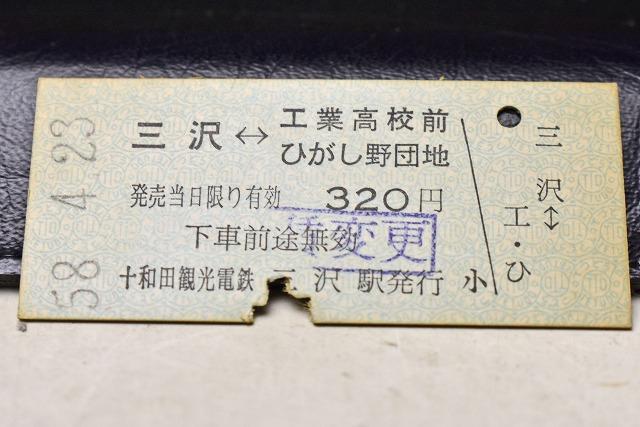 58. 4. 23
三沢↔工業高校前
ひがし野団地
発売当日限り有効 320円
下車前途無効
変更
十和田観光電鉄 三沢駅発行 小
三沢↔工・ひ